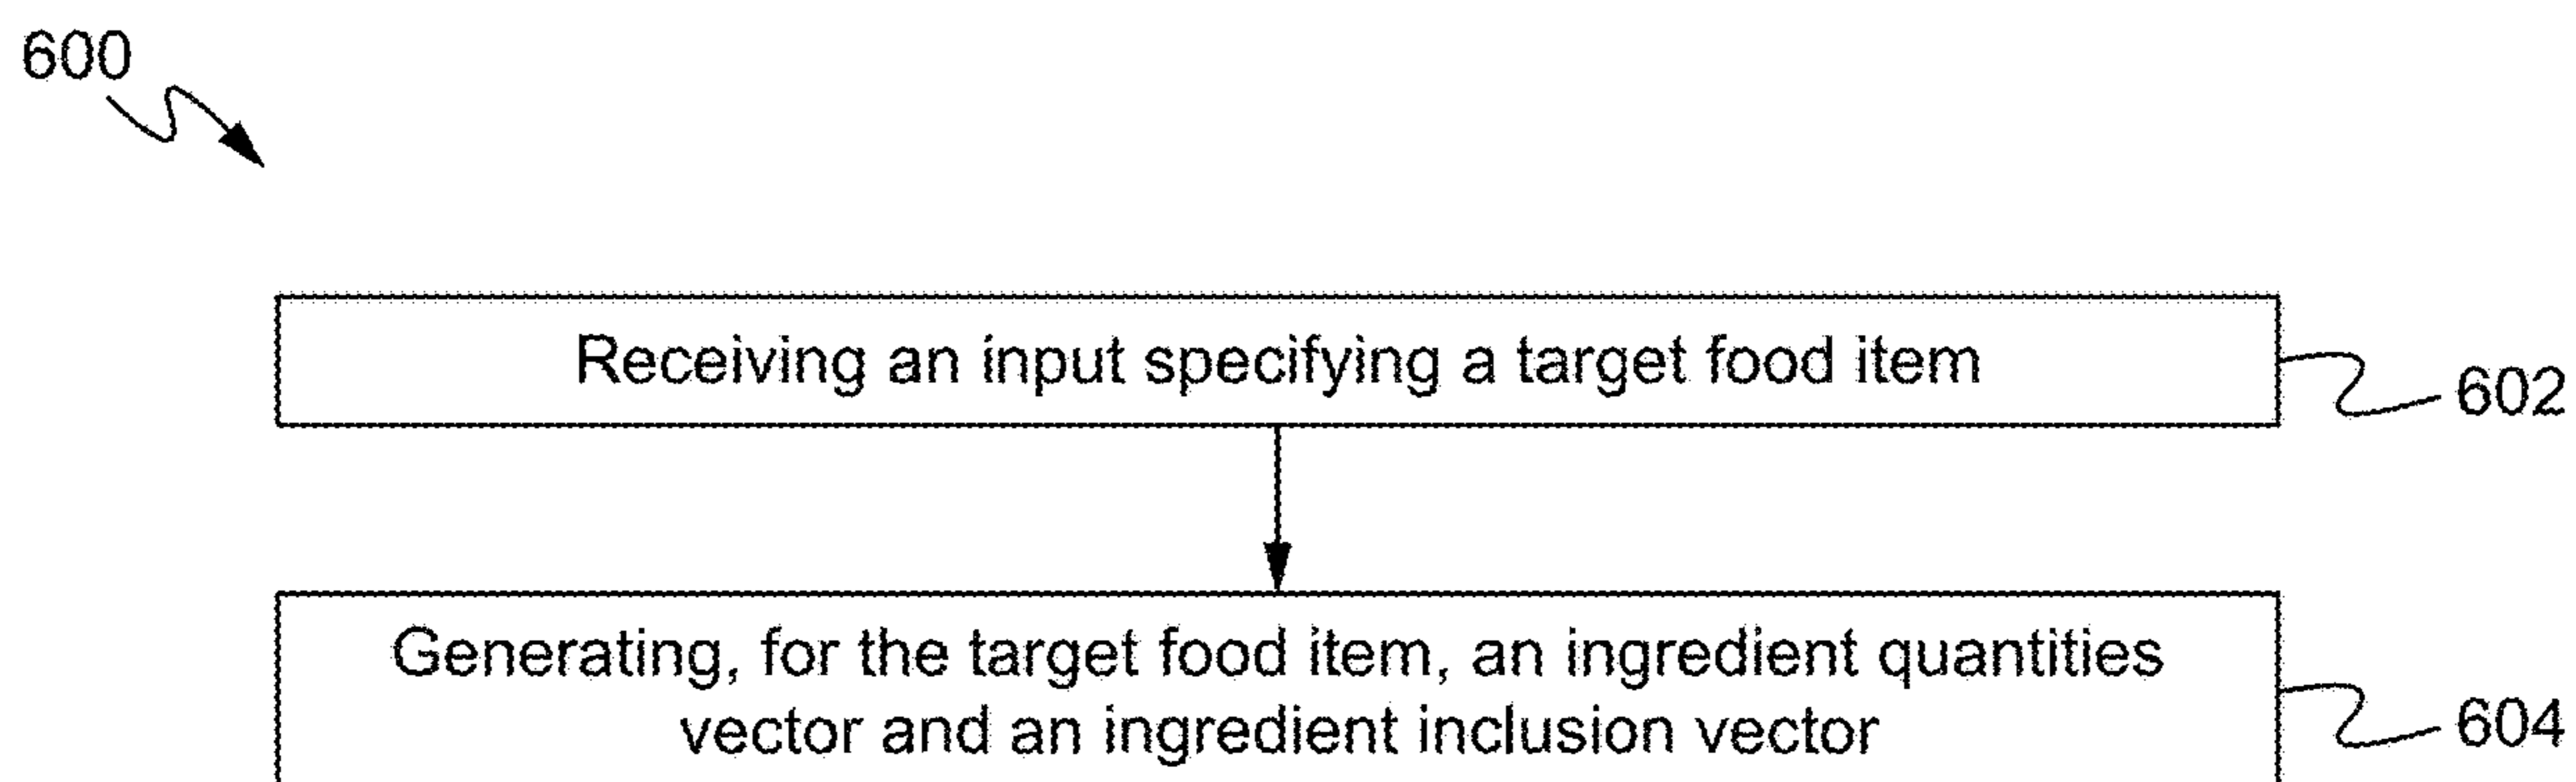 600
Receiving an input specifying a target food item
602
Generating, for the target food item, an ingredient quantities
vector and an ingredient inclusion vector
604